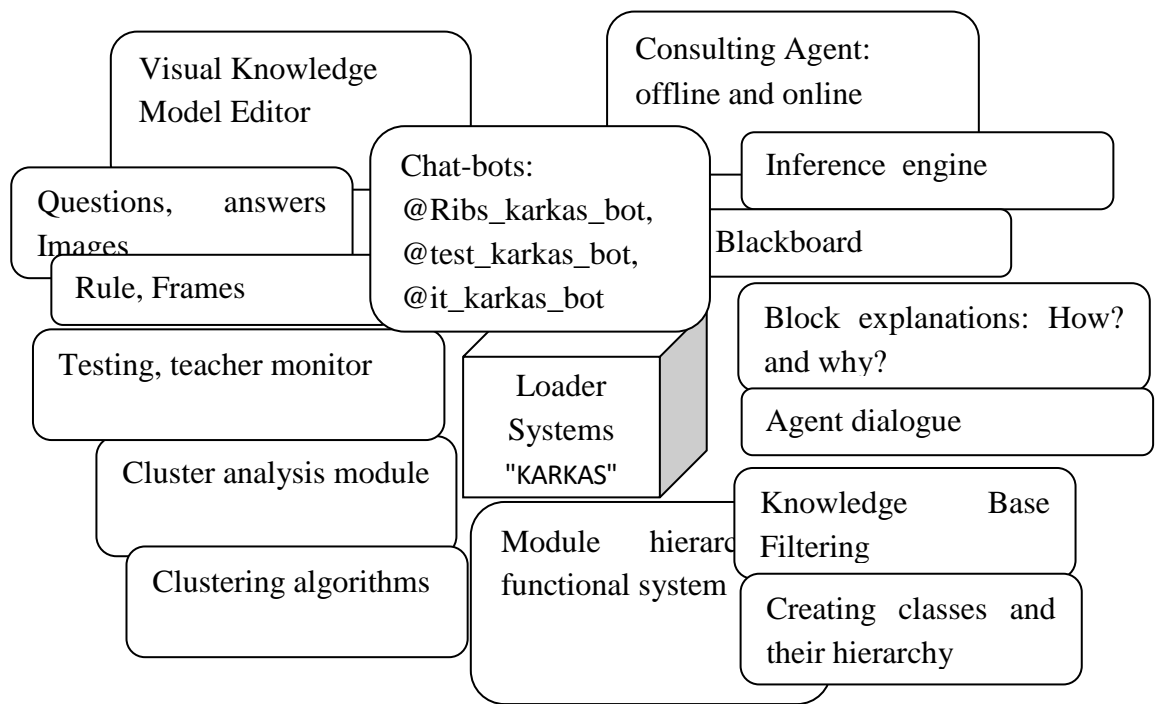 Visual Knowledge
Model Editor
Consulting Agent:
offline and online
Chat-bots:
@Ribs_karkas_bot,
@test_karkas_bot,
@it_karkas_bot
Inference engine
Questions, answers
Images
Blackboard
Rule, Frames
Block explanations: How?
and why?
Testing, teacher monitor
Loader
Systems
"KARKAS"
Agent dialogue
Cluster analysis module
Knowledge Base
Filtering
Module
functional system
Clustering algorithms
Creating classes and
their hierarchy